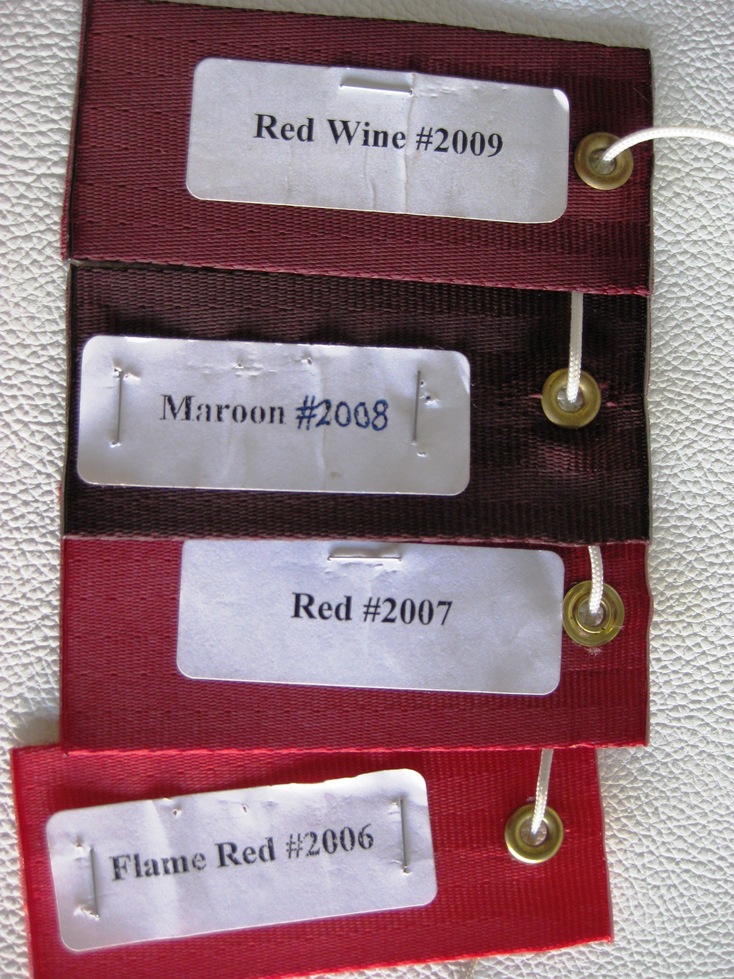 Red Wine #2009
Maroon #2008
Red #2007
Flame Red #2006